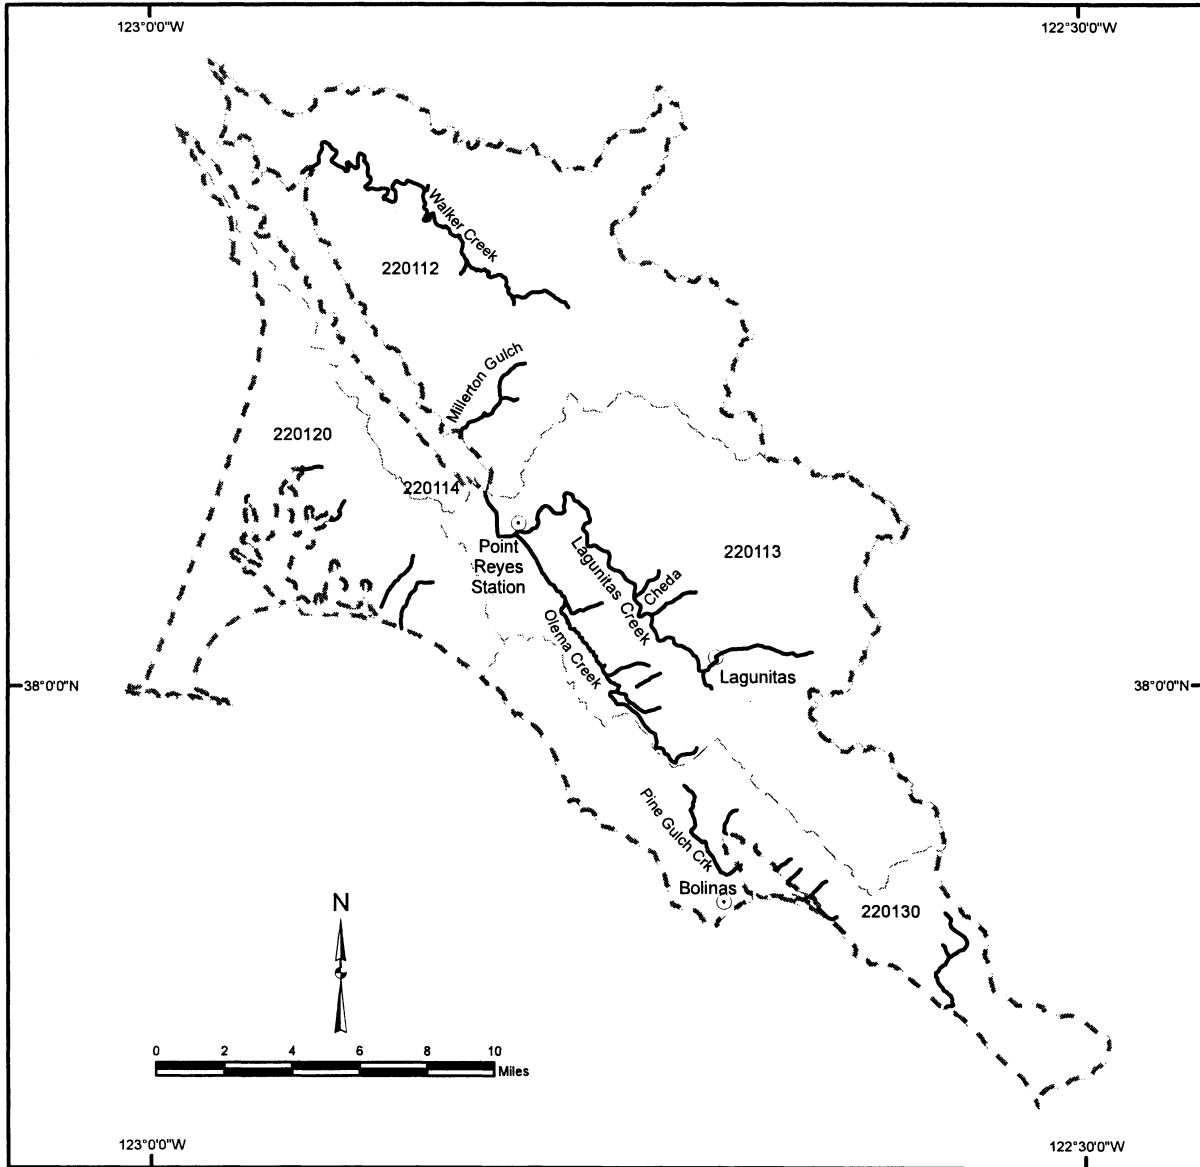 123°0'0"W
122°30'0"W
Walker Creek
220112
Millerton Gulch
220120
220114
Point
Reyes
Station
Lagunitas Creek
Cheda
220113
Olema Creek
Lagunitas
38°0'0"N
38°0'0"N
Pine Gulch Crk
Bolinas
220130
N
0 2 4 6 8 10
Miles
123°0'0"W
122°30'0"W